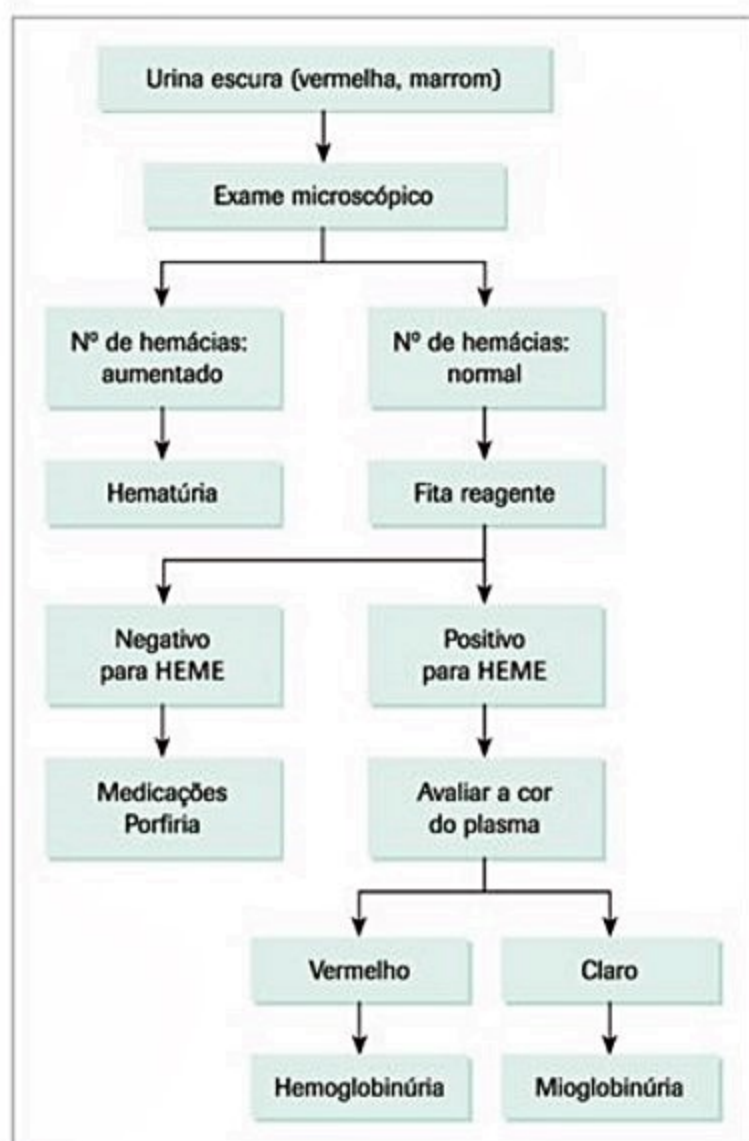 Urina escura (vermelha, marrom)
Exame microscópico
Nº de hemácias:
aumentado
Nº de hemácias:
normal
Hematúria
Fita reagente
Negativo
para HEME
Positivo
para HEME
Medicações
Porfiria
Avaliar a cor
do plasma
Vermelho
Claro
Hemoglobinúria
Mioglobinúria